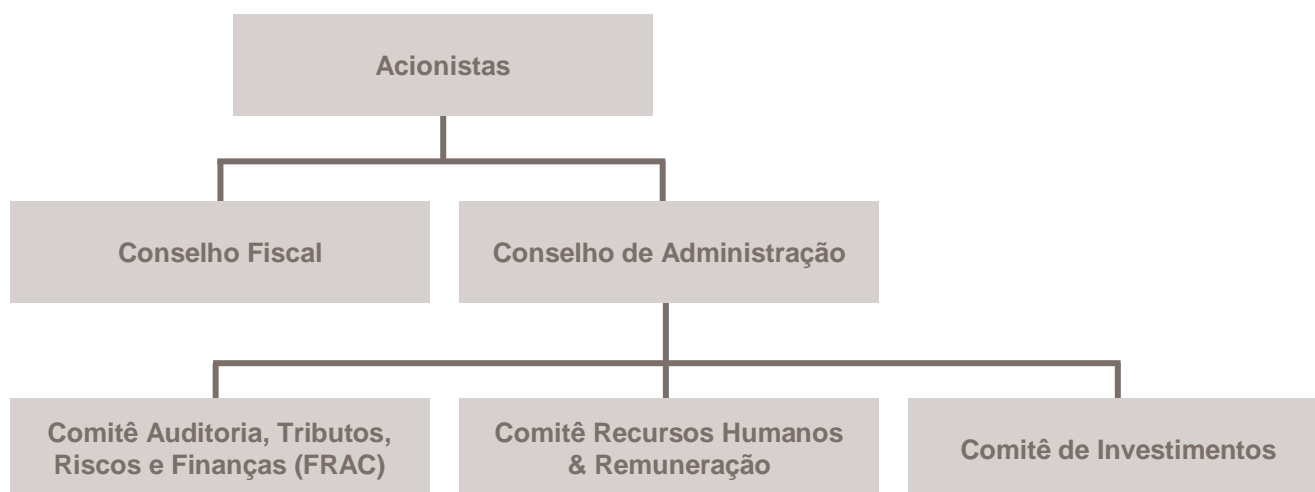 Acionistas
Conselho Fiscal
Conselho de Administração
Comitê Auditoria, Tributos,
Riscos e Finanças (FRAC)
Comitê Recursos Humanos
& Remuneração
Comitê de Investimentos